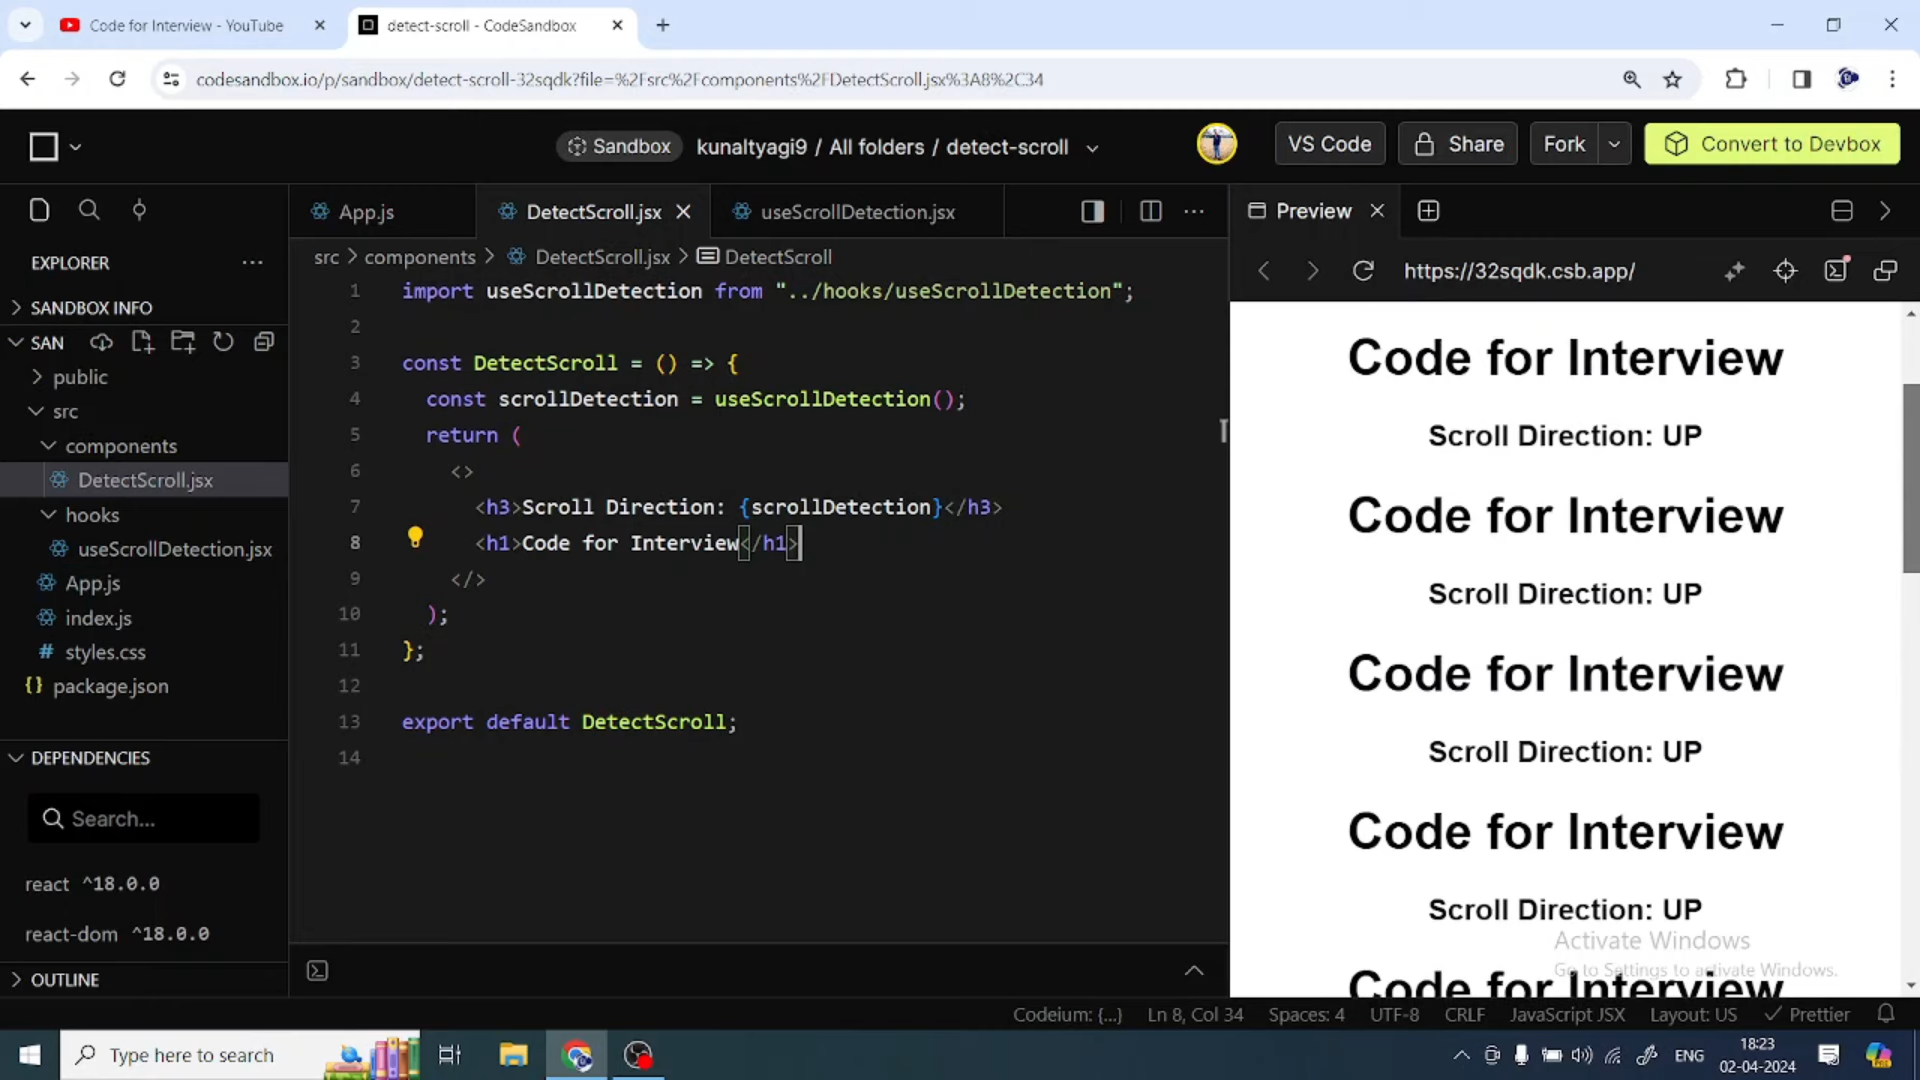 Code for Interview - YouTube
detect-scroll - CodeSandbox
codesandbox.io/p/sandbox/detect-scroll-32sqdk?file=%2Fsrc%2Fcomponents%2FDetectScroll.jsx%3A8%2C34
Sandbox
kunaltyagi9 / All folders / detect-scroll
VS Code
Share
Fork
Convert to Devbox
App.js
DetectScroll.jsx
useScrollDetection.jsx
Preview
EXPLORER
SANDBOX INFO
SAN
public
src
components
DetectScroll.jsx
hooks
useScrollDetection.jsx
App.js
index.js
# styles.css
{} package.json
DEPENDENCIES
Search...
react ^18.0.0
react-dom ^18.0.0
OUTLINE
src > components > DetectScroll.jsx > DetectScroll
1 import useScrollDetection from "../hooks/useScrollDetection";
2
3 const DetectScroll = () => {
4 const scrollDetection = useScrollDetection();
5 return (
6 <>
7 <h3>Scroll Direction: {scrollDetection}</h3>
8 <h1>Code for Interview</h1>
9 </>
10 );
11 };
12
13 export default DetectScroll;
14
https://32sqdk.csb.app/
Code for Interview
Scroll Direction: UP
Code for Interview
Scroll Direction: UP
Code for Interview
Scroll Direction: UP
Code for Interview
Scroll Direction: UP
Code for Interview
Activate Windows
Go to Settings to activate Windows.
Codeium: {...} Ln 8, Col 34 Spaces: 4 UTF-8 CRLF JavaScript JSX Layout: US Prettier
Type here to search
ENG
18:23
02-04-2024